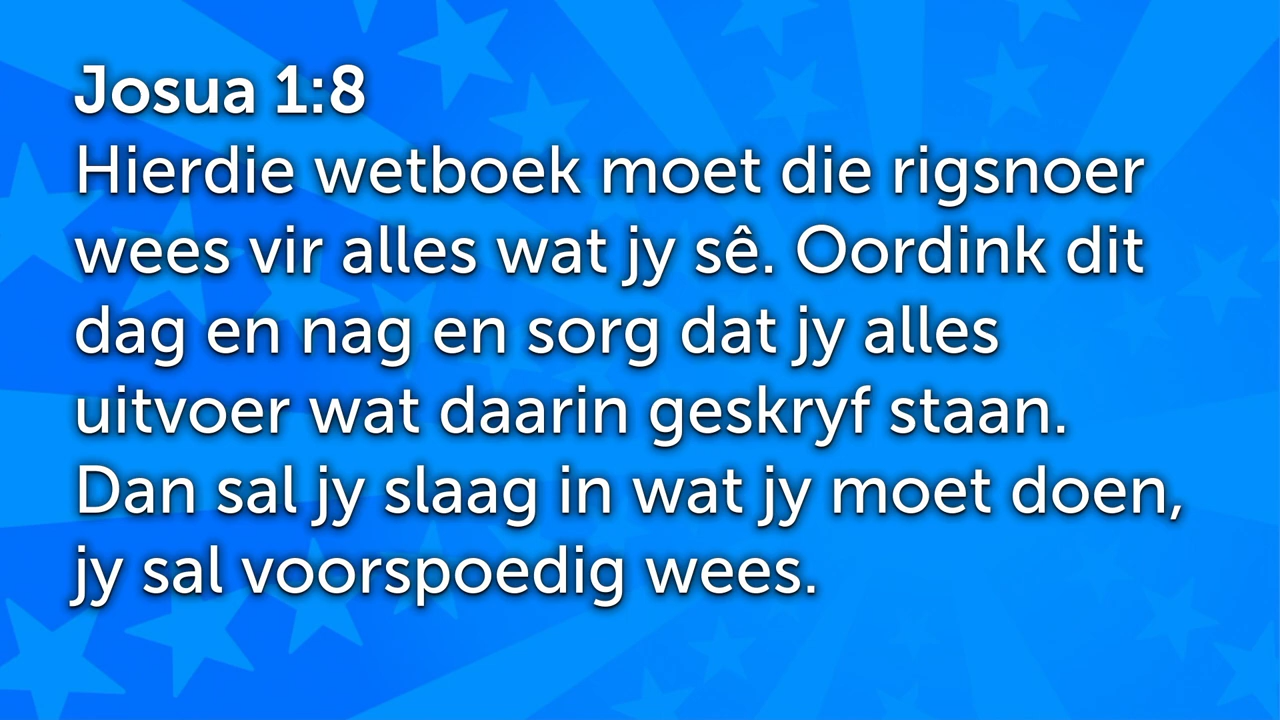 Josua 1:8
Hierdie wetboek moet die rigsnoer
wees vir alles wat jy sê. Oordink dit
dag en nag en sorg dat jy alles
uitvoer wat daarin geskryf staan.
Dan sal jy slaag in wat jy moet doen,
jy sal voorspoedig wees.